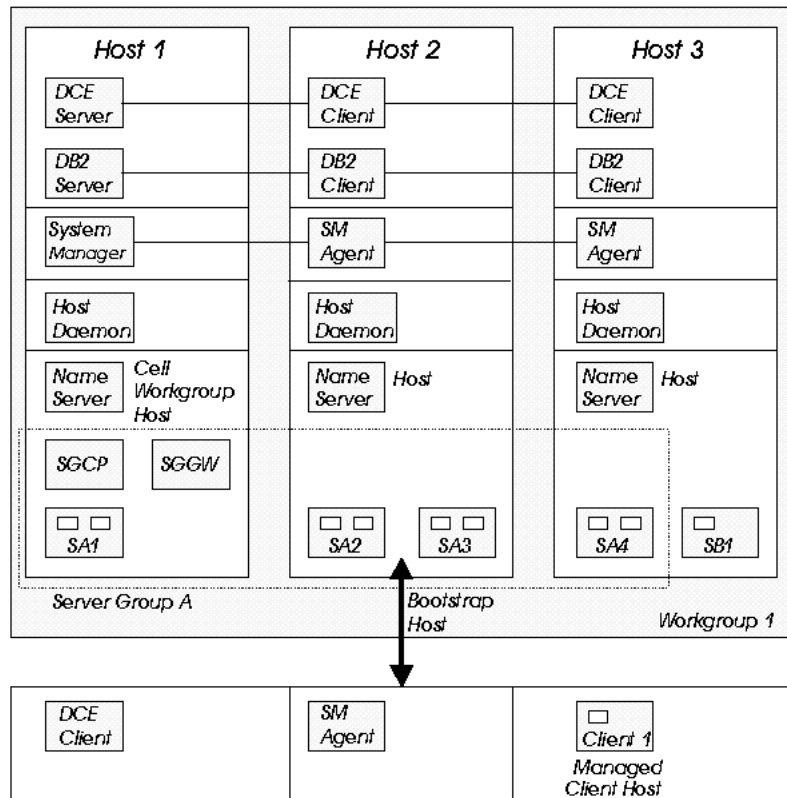 Host 1
Host 2
Host 3
DCE
Server
DCE
Client
DCE
Client
DB2
Server
DB2
Client
DB2
Client
System
Manager
SM
Agent
SM
Agent
Host
Daemon
Host
Daemon
Host
Daemon
Name
Server
Cell
Workgroup
Host
Name
Server
Host
Name
Server
Host
SGCP
SGGW
SA1
SA2
SA3
SA4
SB1
Server Group A
Bootstrap
Host
Workgroup 1
DCE
Client
SM
Agent
Client 1
Managed
Client Host